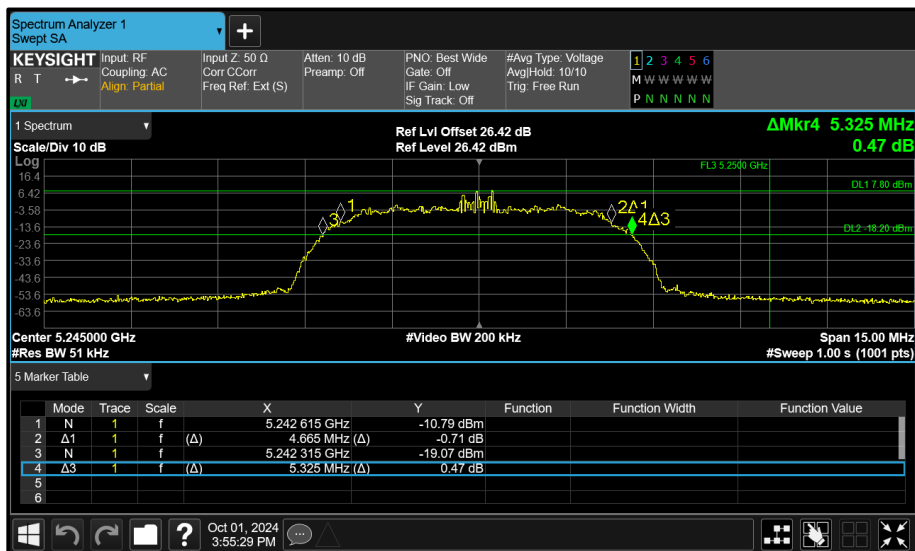 Spectrum Analyzer 1
Swept SA
+
KEYSIGHT Input: RF Input Z: 50 Ω Atten: 10 dB PNO: Best Wide #Avg Type: Voltage 1 2 3 4 5 6
R T Coupling: AC Corr CCorr Preamp: Off Gate: Off Avg|Hold: 10/10 M W W W W W
Align: Partial Freq Ref: Ext (S) IF Gain: Low Trig: Free Run
LXI Sig Track: Off P N N N N N
1 Spectrum Ref Lvl Offset 26.42 dB ΔMkr4 5.325 MHz
Scale/Div 10 dB Ref Level 26.42 dBm 0.47 dB
Log
FL3 5.2500 GHz
16.4
DL1 7.80 dBm
6.42
-3.58 1 2Δ1
-13.6 3 4Δ3 DL2 -18.20 dBm
-23.6
-33.6
-43.6
-53.6
-63.6
Center 5.245000 GHz #Video BW 200 kHz Span 15.00 MHz
#Res BW 51 kHz #Sweep 1.00 s (1001 pts)
5 Marker Table
Mode Trace Scale X Y Function Function Width Function Value
1 N 1 f 5.242 615 GHz -10.79 dBm
2 Δ1 1 f (Δ) 4.665 MHz (Δ) -0.71 dB
3 N 1 f 5.242 315 GHz -19.07 dBm
4 Δ3 1 f (Δ) 5.325 MHz (Δ) 0.47 dB
5
6
? Oct 01, 2024
3:55:29 PM